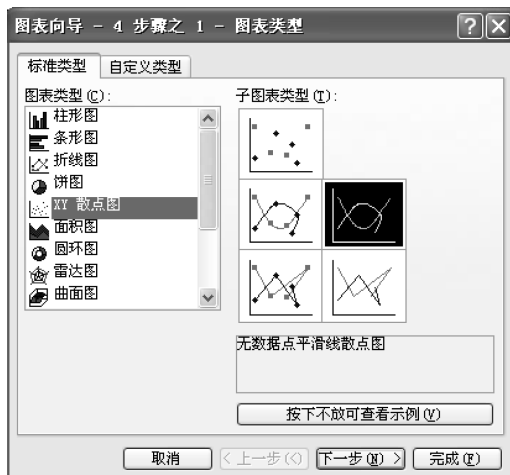 图表向导 - 4 步骤之 1 - 图表类型
标准类型
自定义类型
图表类型(C):
柱形图
条形图
折线图
饼图
XY 散点图
面积图
圆环图
雷达图
曲面图
子图表类型(T):
无数据点平滑线散点图
按下不放可查看示例(V)
取消
<上一步(<)
下一步(N) >
完成(F)